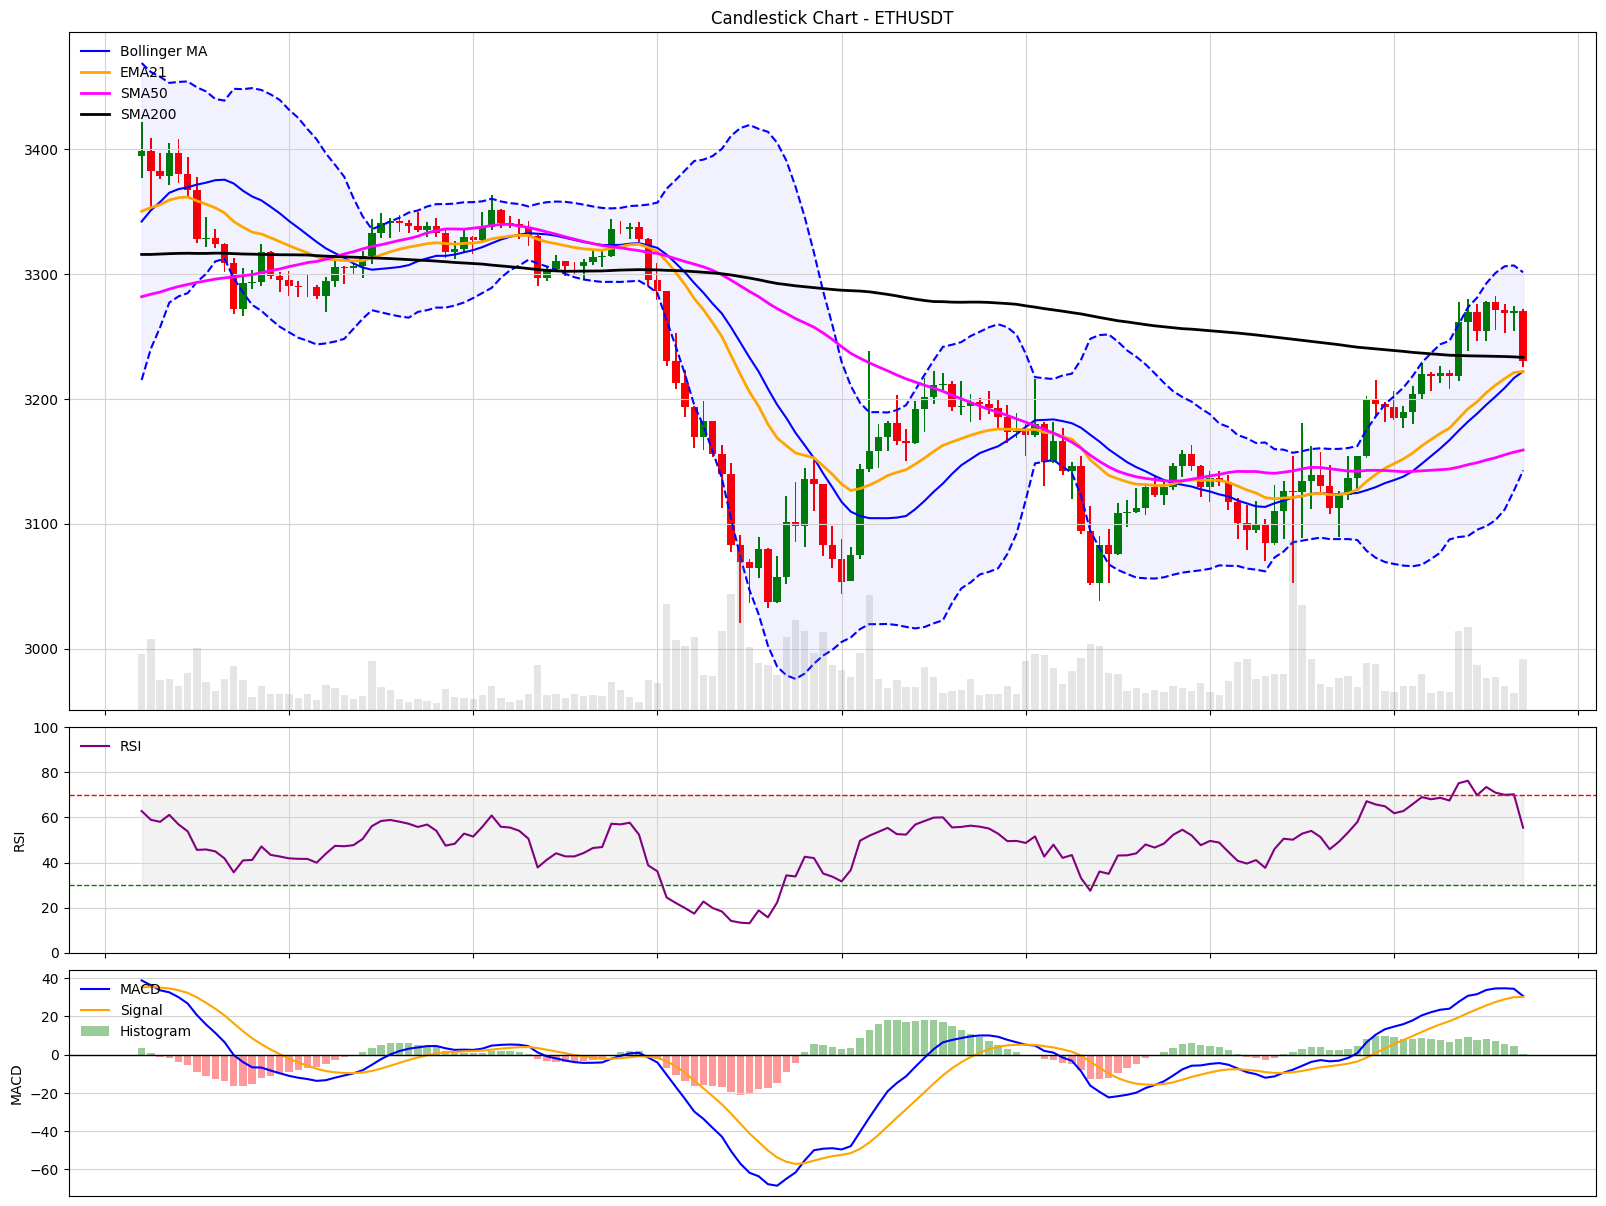 Candlestick Chart - ETHUSDT
Bollinger MA
EMA21
SMA50
SMA200
3400
3300
3200
3100
3000
RSI
100
80
60
40
20
0
RSI
MACD
Signal
Histogram
40
20
0
−20
−40
−60
MACD